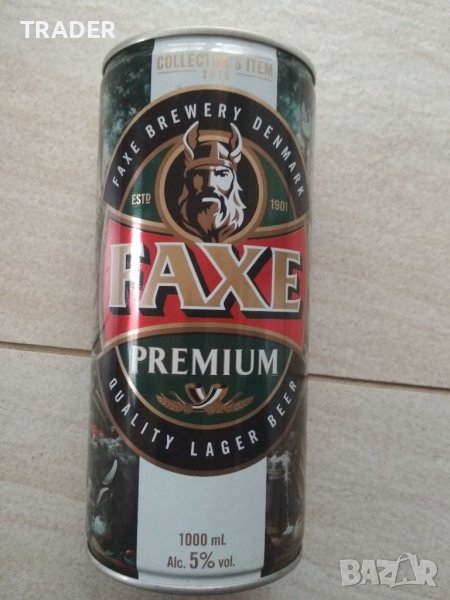 TRADER
COLLECTOR'S ITEM
2018
FAXE BREWERY DENMARK
ESTD 1901
FAXE
PREMIUM
QUALITY LAGER BEER
1000 mL
Alc. 5% vol.
BAZAR